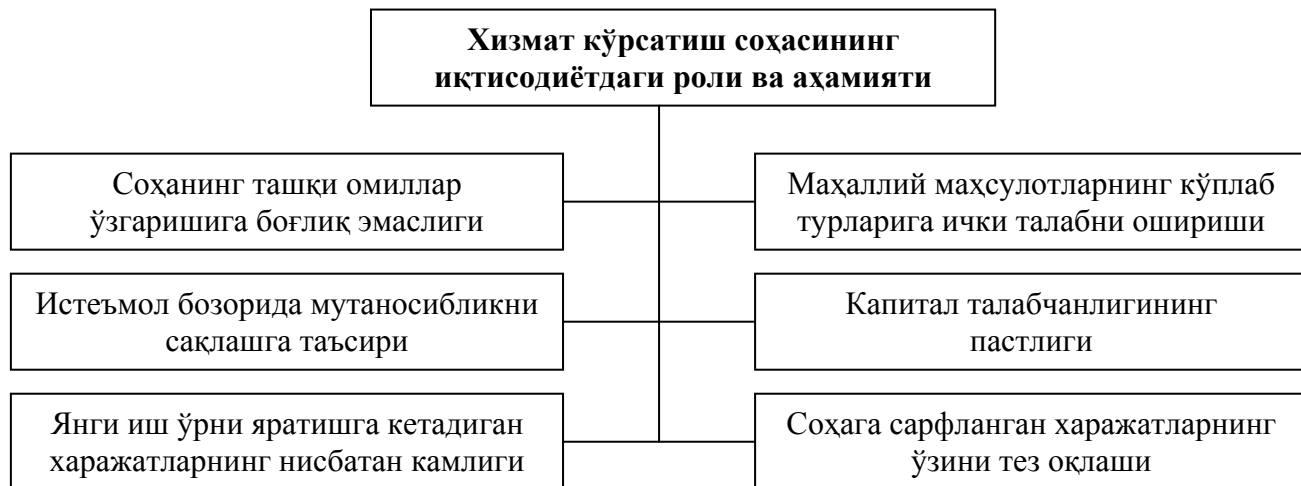 Хизмат кўрсатиш соҳасининг
иқтисодиётдаги роли ва аҳамияти
Соҳанинг ташқи омиллар
ўзгаришига боғлиқ эмаслиги
Маҳаллий маҳсулотларнинг кўплаб
турларига ички талабни ошириши
Истеъмол бозорида мутаносибликни
сақлашга таъсири
Капитал талабчанлигининг
пастлиги
Янги иш ўрни яратишга кетадиган
харажатларнинг нисбатан камлиги
Соҳага сарфланган харажатларнинг
ўзини тез оқлаши